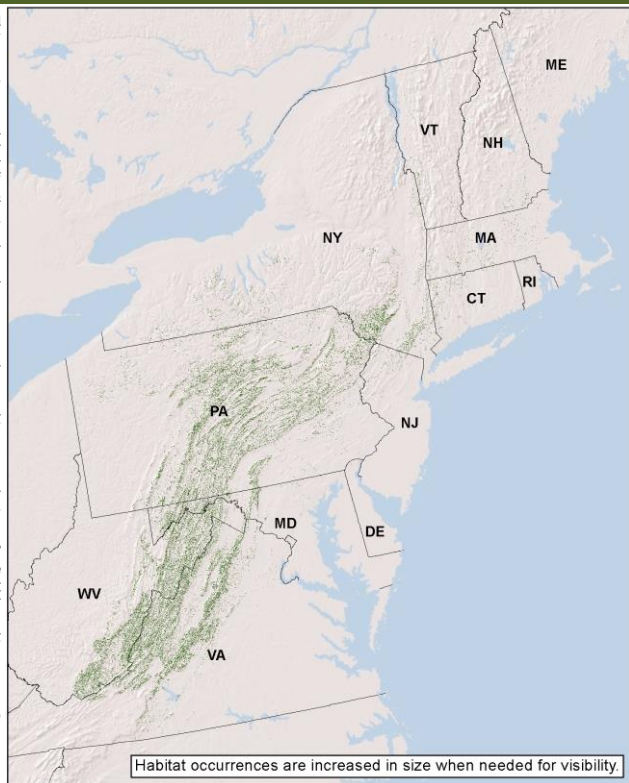 ME
VT
NH
NY
MA
CT
RI
PA
NJ
MD
DE
WV
VA
Habitat occurrences are increased in size when needed for visibility.